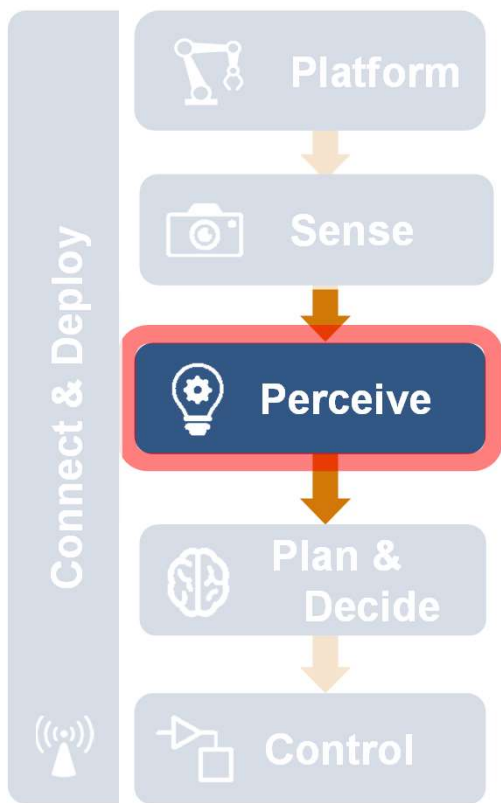 Connect & Deploy
Platform
Sense
Perceive
Plan &
Decide
Control